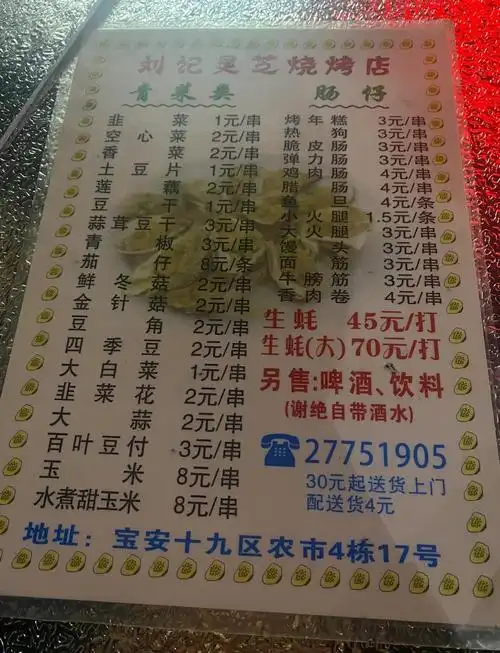 刘记灵芝烧烤店
青菜类
韭菜 1元/串
空心菜 2元/串
香菜 2元/串
土豆片 1元/串
莲藕 2元/串
豆干 1元/串
蒜茸豆干 3元/串
青椒 3元/串
茄仔 8元/条
鲜冬菇 2元/串
金针菇 2元/串
豆角 2元/串
四季豆 2元/串
大白菜 1元/串
韭菜花 2元/串
大蒜 2元/串
百叶豆付 3元/串
玉米 8元/串
水煮甜玉米 8元/串
肠仔
烤年糕 3元/串
热狗 3元/串
脆皮肠 3元/串
弹力肠 3元/串
鸡肉肠 4元/串
腊肠 4元/条
鱼旦 4元/条
小火腿 1.5元/条
大火腿 3元/串
馒头 3元/串
面筋 3元/串
牛膀筋 3元/串
香肉卷 4元/串
生蚝 45元/打
生蚝(大) 70元/打
另售:啤酒、饮料
(谢绝自带酒水)
27751905
30元起送货上门
配送货4元
地址：宝安十九区农市4栋17号